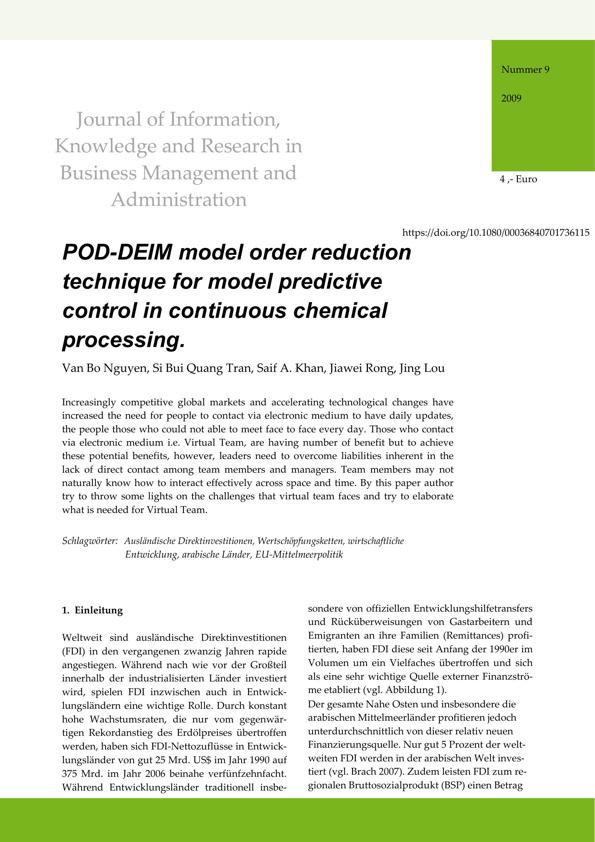 Nummer 9
2009
4 ,- Euro
Journal of Information,
Knowledge and Research in
Business Management and
Administration
https://doi.org/10.1080/00036840701736115
POD-DEIM model order reduction
technique for model predictive
control in continuous chemical
processing.
Van Bo Nguyen, Si Bui Quang Tran, Saif A. Khan, Jiawei Rong, Jing Lou
Increasingly competitive global markets and accelerating technological changes have
increased the need for people to contact via electronic medium to have daily updates,
the people those who could not able to meet face to face every day. Those who contact
via electronic medium i.e. Virtual Team, are having number of benefit but to achieve
these potential benefits, however, leaders need to overcome liabilities inherent in the
lack of direct contact among team members and managers. Team members may not
naturally know how to interact effectively across space and time. By this paper author
try to throw some lights on the challenges that virtual team faces and try to elaborate
what is needed for Virtual Team.
Schlagwörter: Ausländische Direktinvestitionen, Wertschöpfungsketten, wirtschaftliche
Entwicklung, arabische Länder, EU-Mittelmeerpolitik
1. Einleitung
Weltweit sind ausländische Direktinvestitionen
(FDI) in den vergangenen zwanzig Jahren rapide
angestiegen. Während nach wie vor der Großteil
innerhalb der industrialisierten Länder investiert
wird, spielen FDI inzwischen auch in Entwick-
lungsländern eine wichtige Rolle. Durch konstant
hohe Wachstumsraten, die nur vom gegenwär-
tigen Rekordanstieg des Erdölpreises übertroffen
werden, haben sich FDI-Nettozuflüsse in Entwick-
lungsländer von gut 25 Mrd. US$ im Jahr 1990 auf
375 Mrd. im Jahr 2006 beinahe verfünfzehnfacht.
Während Entwicklungsländer traditionell insbe-
sondere von offiziellen Entwicklungshilfetransfers
und Rücküberweisungen von Gastarbeitern und
Emigranten an ihre Familien (Remittances) profi-
tierten, haben FDI diese seit Anfang der 1990er im
Volumen um ein Vielfaches übertroffen und sich
als eine sehr wichtige Quelle externer Finanzströ-
me etabliert (vgl. Abbildung 1).
Der gesamte Nahe Osten und insbesondere die
arabischen Mittelmeerländer profitieren jedoch
unterdurchschnittlich von dieser relativ neuen
Finanzierungsquelle. Nur gut 5 Prozent der welt-
weiten FDI werden in der arabischen Welt inves-
tiert (vgl. Brach 2007). Zudem leisten FDI zum re-
gionalen Bruttosozialprodukt (BSP) einen Betrag